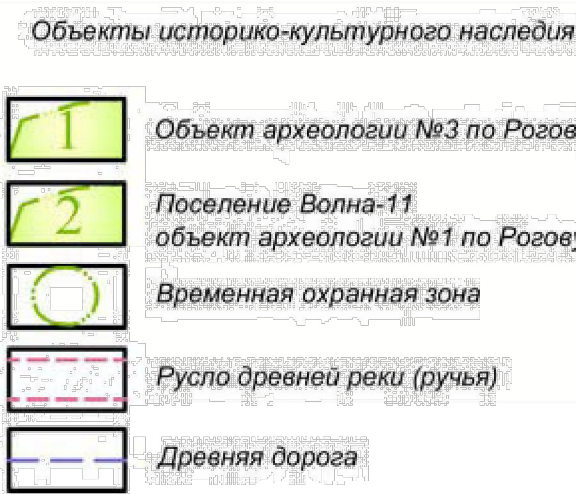 Объекты историко-культурного наследия
1 Объект археологии №3 по Рогов
2 Поселение Волна-11
объект археологии №1 по Рогову
Временная охранная зона
Русло древней реки (ручья)
Древняя дорога